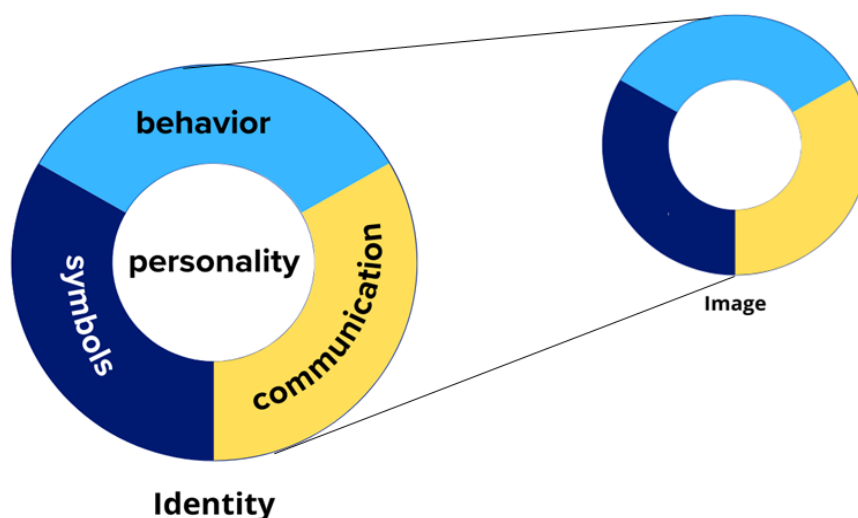 behavior
personality
symbols
communication
Image
Identity